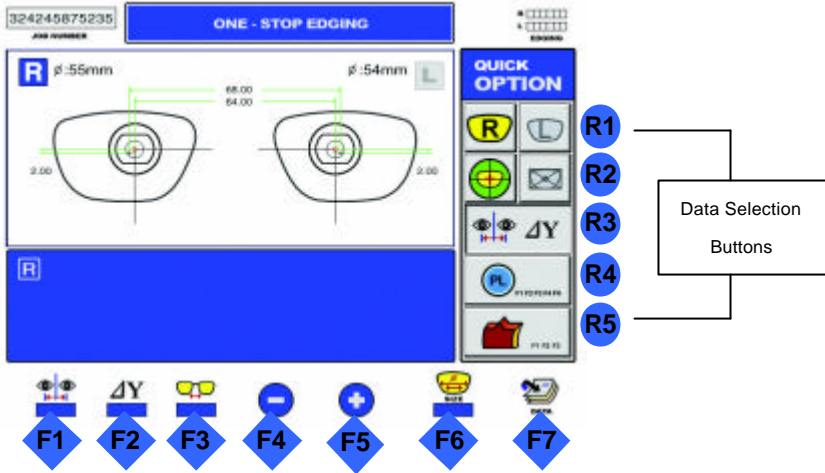 324245875235
JOB NUMBER
ONE - STOP EDGING
R
L
EDGING
R ø :55mm
ø :54mm L
68.00
64.00
2.00
2.00
QUICK
OPTION
R L
R1
R2
ΔY
R3
PL
R4
R5
Data Selection
Buttons
R
ΔY
SIZE
DATA
F1 F2 F3 F4 F5 F6 F7